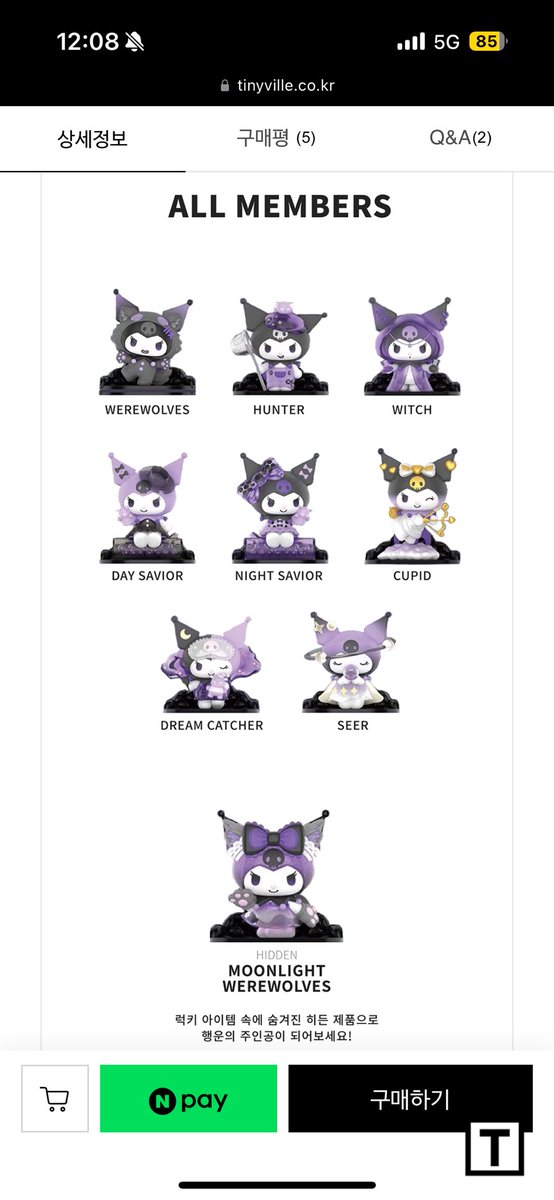 12:08
5G
85
tinyville.co.kr
상세정보
구매평 (5)
Q&A(2)
ALL MEMBERS
WEREWOLVES
HUNTER
WITCH
DAY SAVIOR
NIGHT SAVIOR
CUPID
DREAM CATCHER
SEER
HIDDEN
MOONLIGHT
WEREWOLVES
럭키 아이템 속에 숨겨진 히든 제품으로
행운의 주인공이 되어보세요!
N pay
구매하기
T